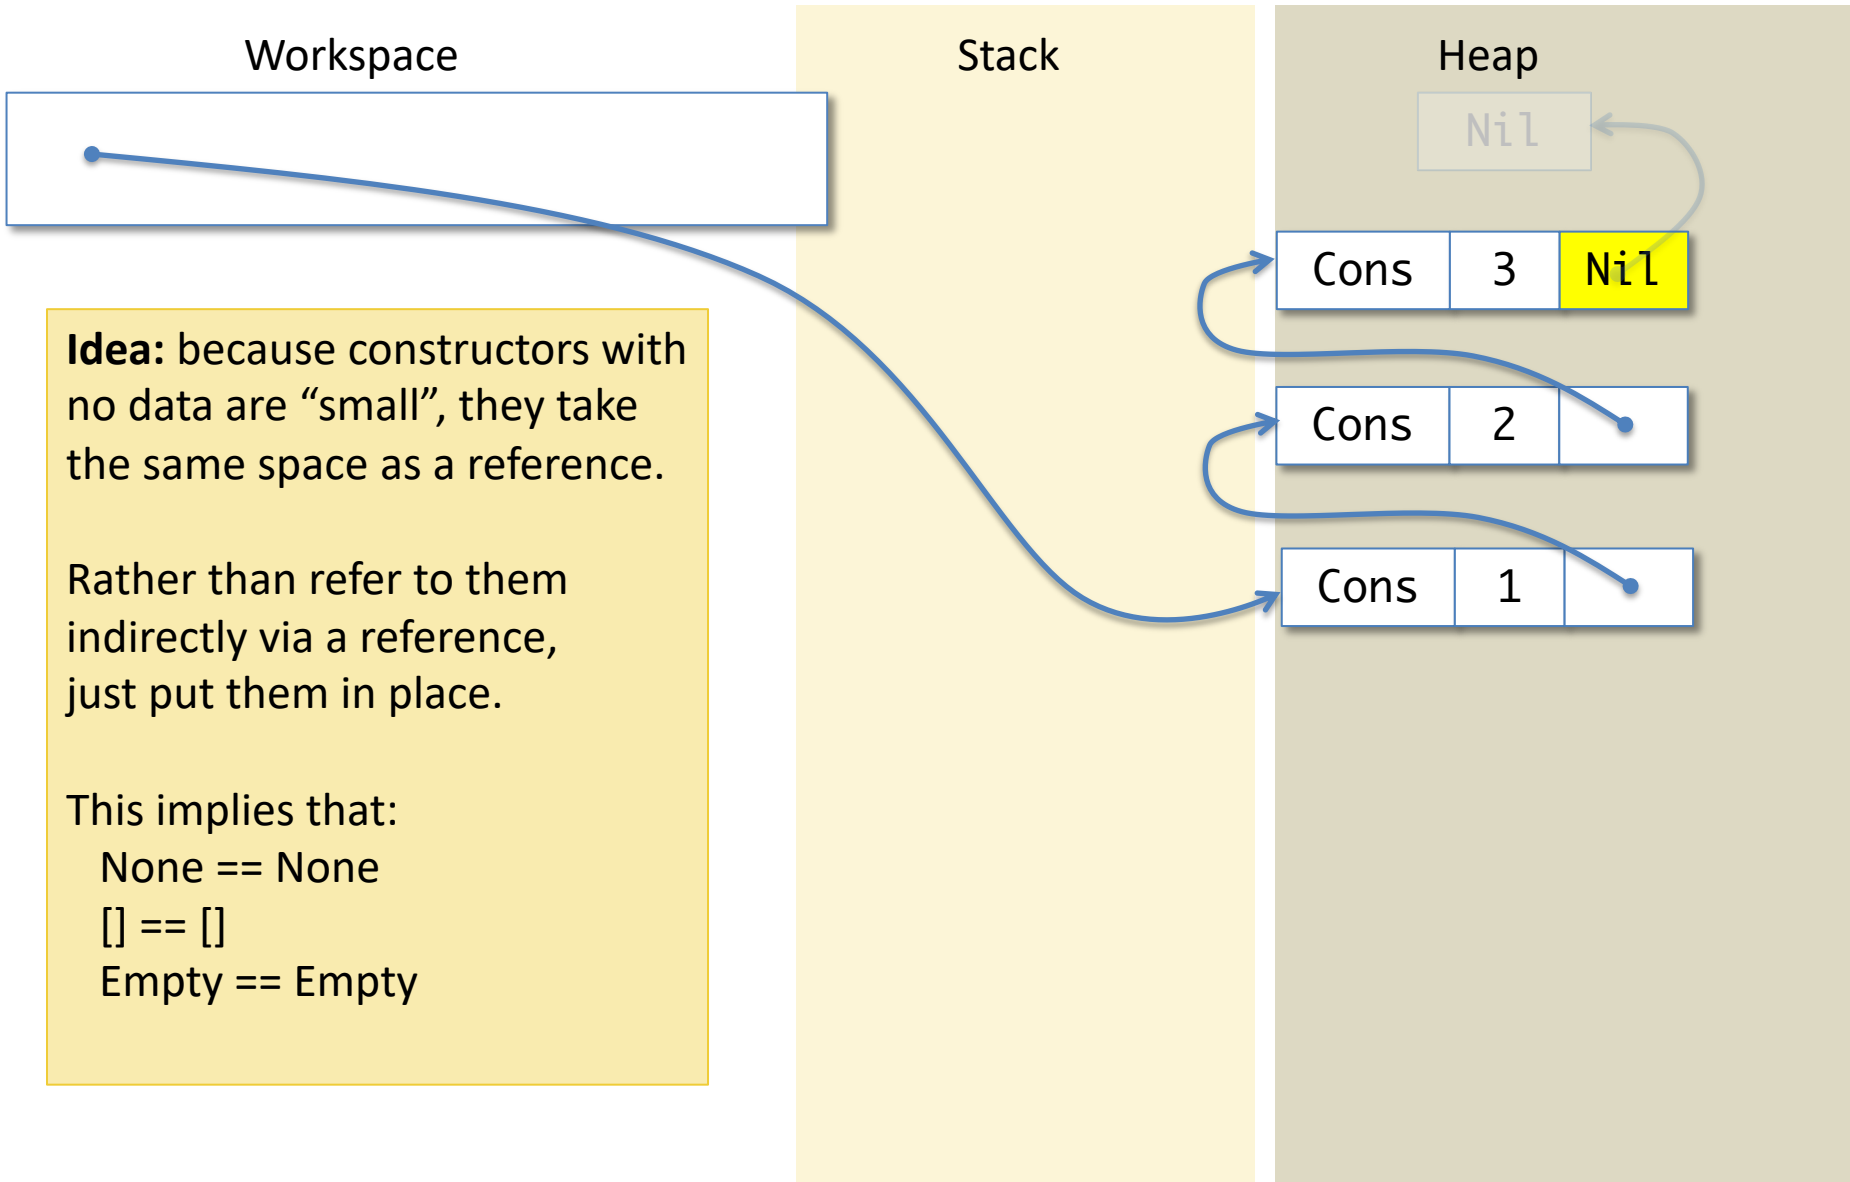 Workspace
Stack
Heap
Nil
Cons 3 Nil
Cons 2
Cons 1
Idea: because constructors with
no data are “small”, they take
the same space as a reference.
Rather than refer to them
indirectly via a reference,
just put them in place.
This implies that:
None == None
[] == []
Empty == Empty